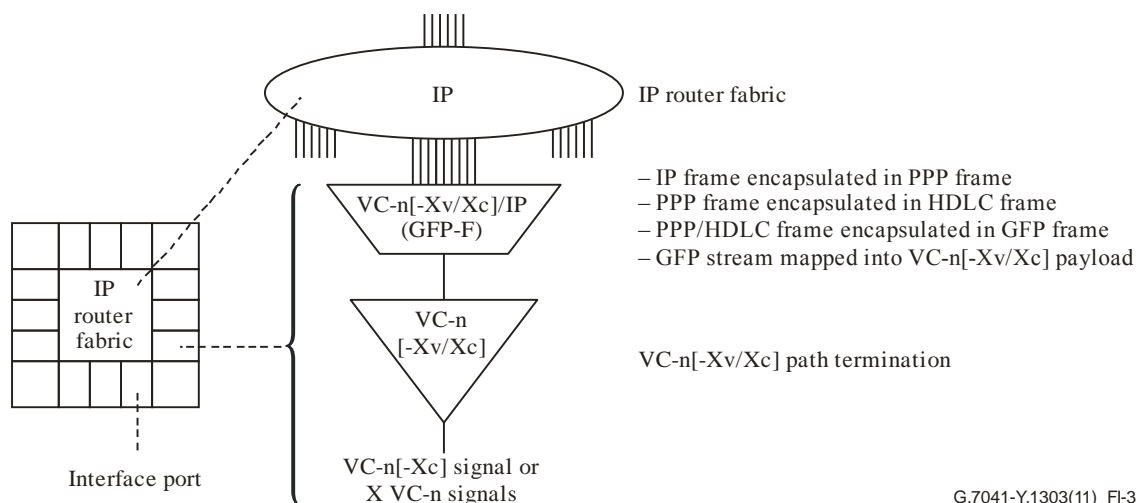 IP
IP router fabric
– IP frame encapsulated in PPP frame
– PPP frame encapsulated in HDLC frame
– PPP/HDLC frame encapsulated in GFP frame
– GFP stream mapped into VC-n[-Xv/Xc] payload
VC-n[-Xv/Xc]/IP
(GFP-F)
IP
router
fabric
VC-n
[-Xv/Xc]
VC-n[-Xv/Xc] path termination
Interface port
VC-n[-Xc] signal or
X VC-n signals
G.7041-Y.1303(11)_FI-3